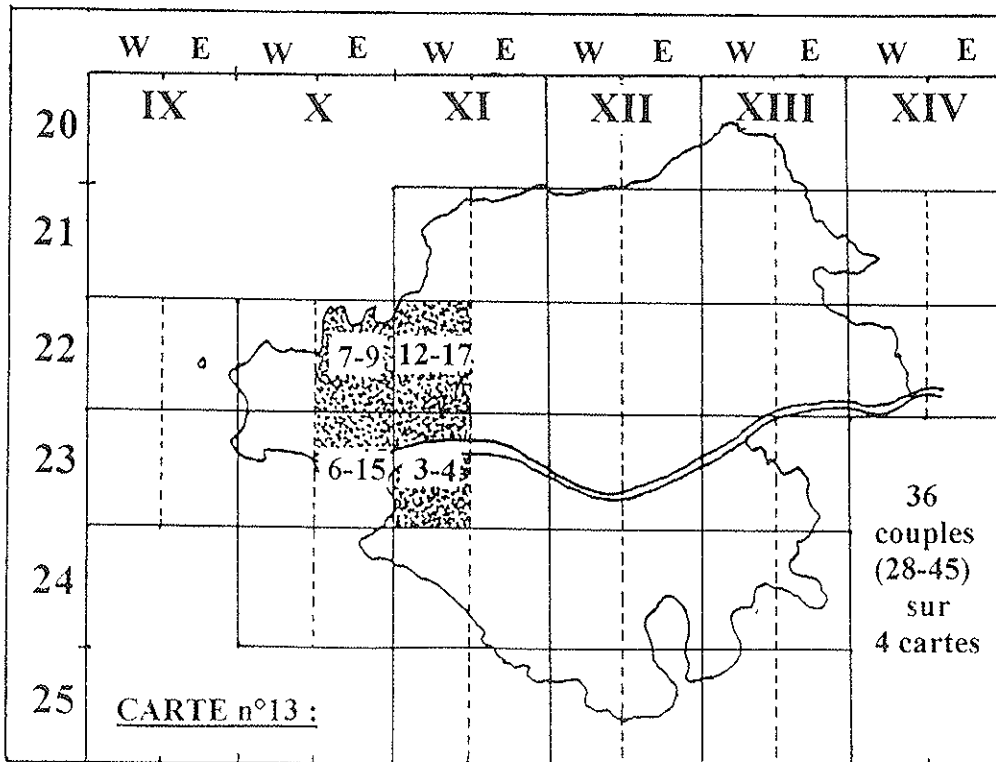 W E W E W E W E W E W E
IX X XI XII XIII XIV
20
21
22
7-9 12-17
23
6-15 3-4
36
couples
(28-45)
sur
4 cartes
24
25
CARTE n°13 :